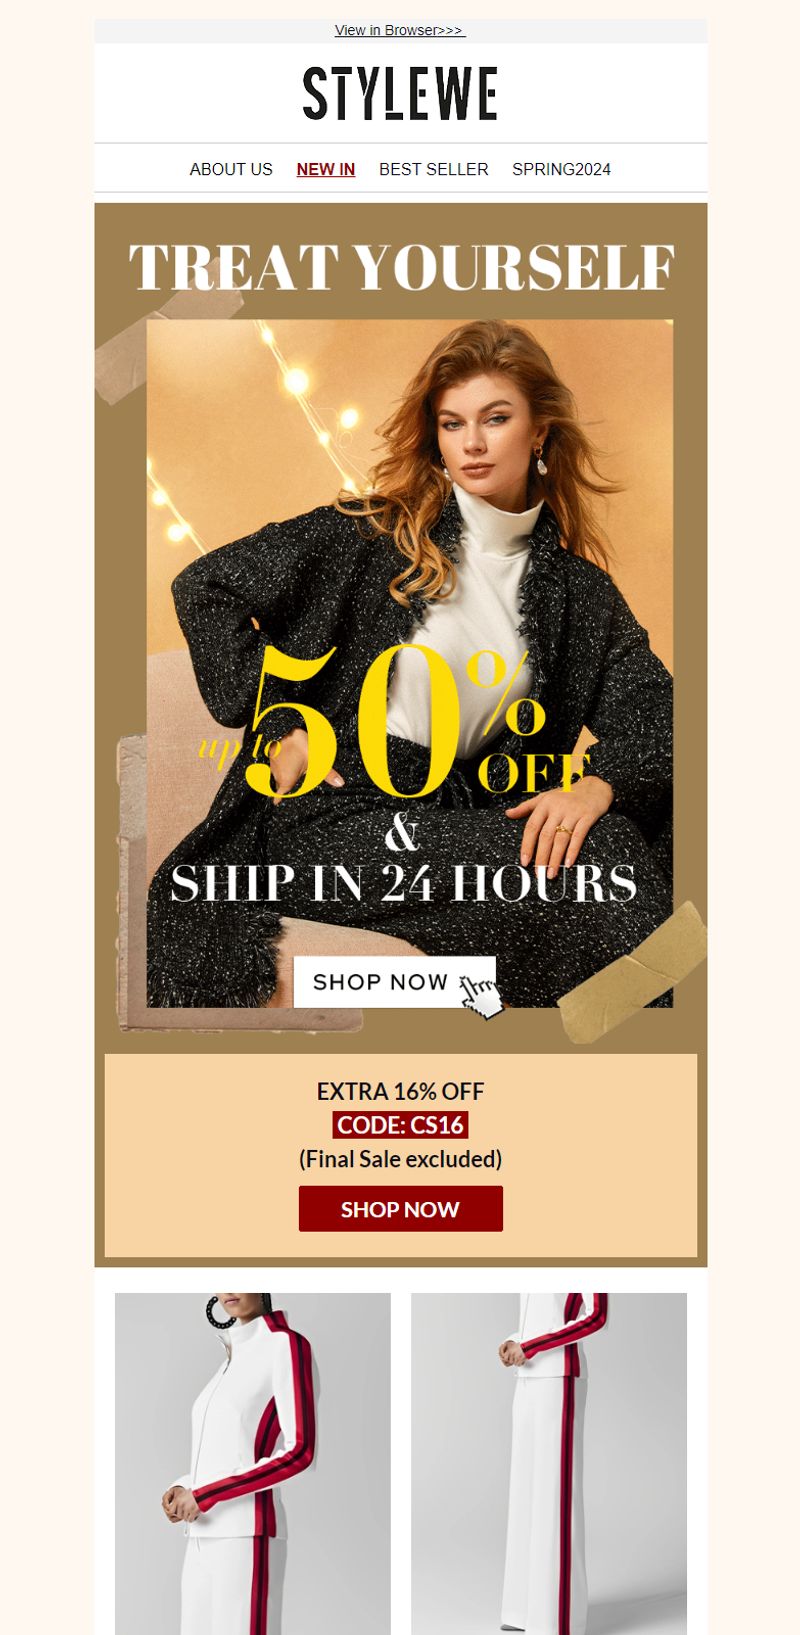 View in Browser>>>
STYLEWE
ABOUT US NEW IN BEST SELLER SPRING2024
TREAT YOURSELF
up to 50% OFF
&
SHIP IN 24 HOURS
SHOP NOW
EXTRA 16% OFF
CODE: CS16
(Final Sale excluded)
SHOP NOW